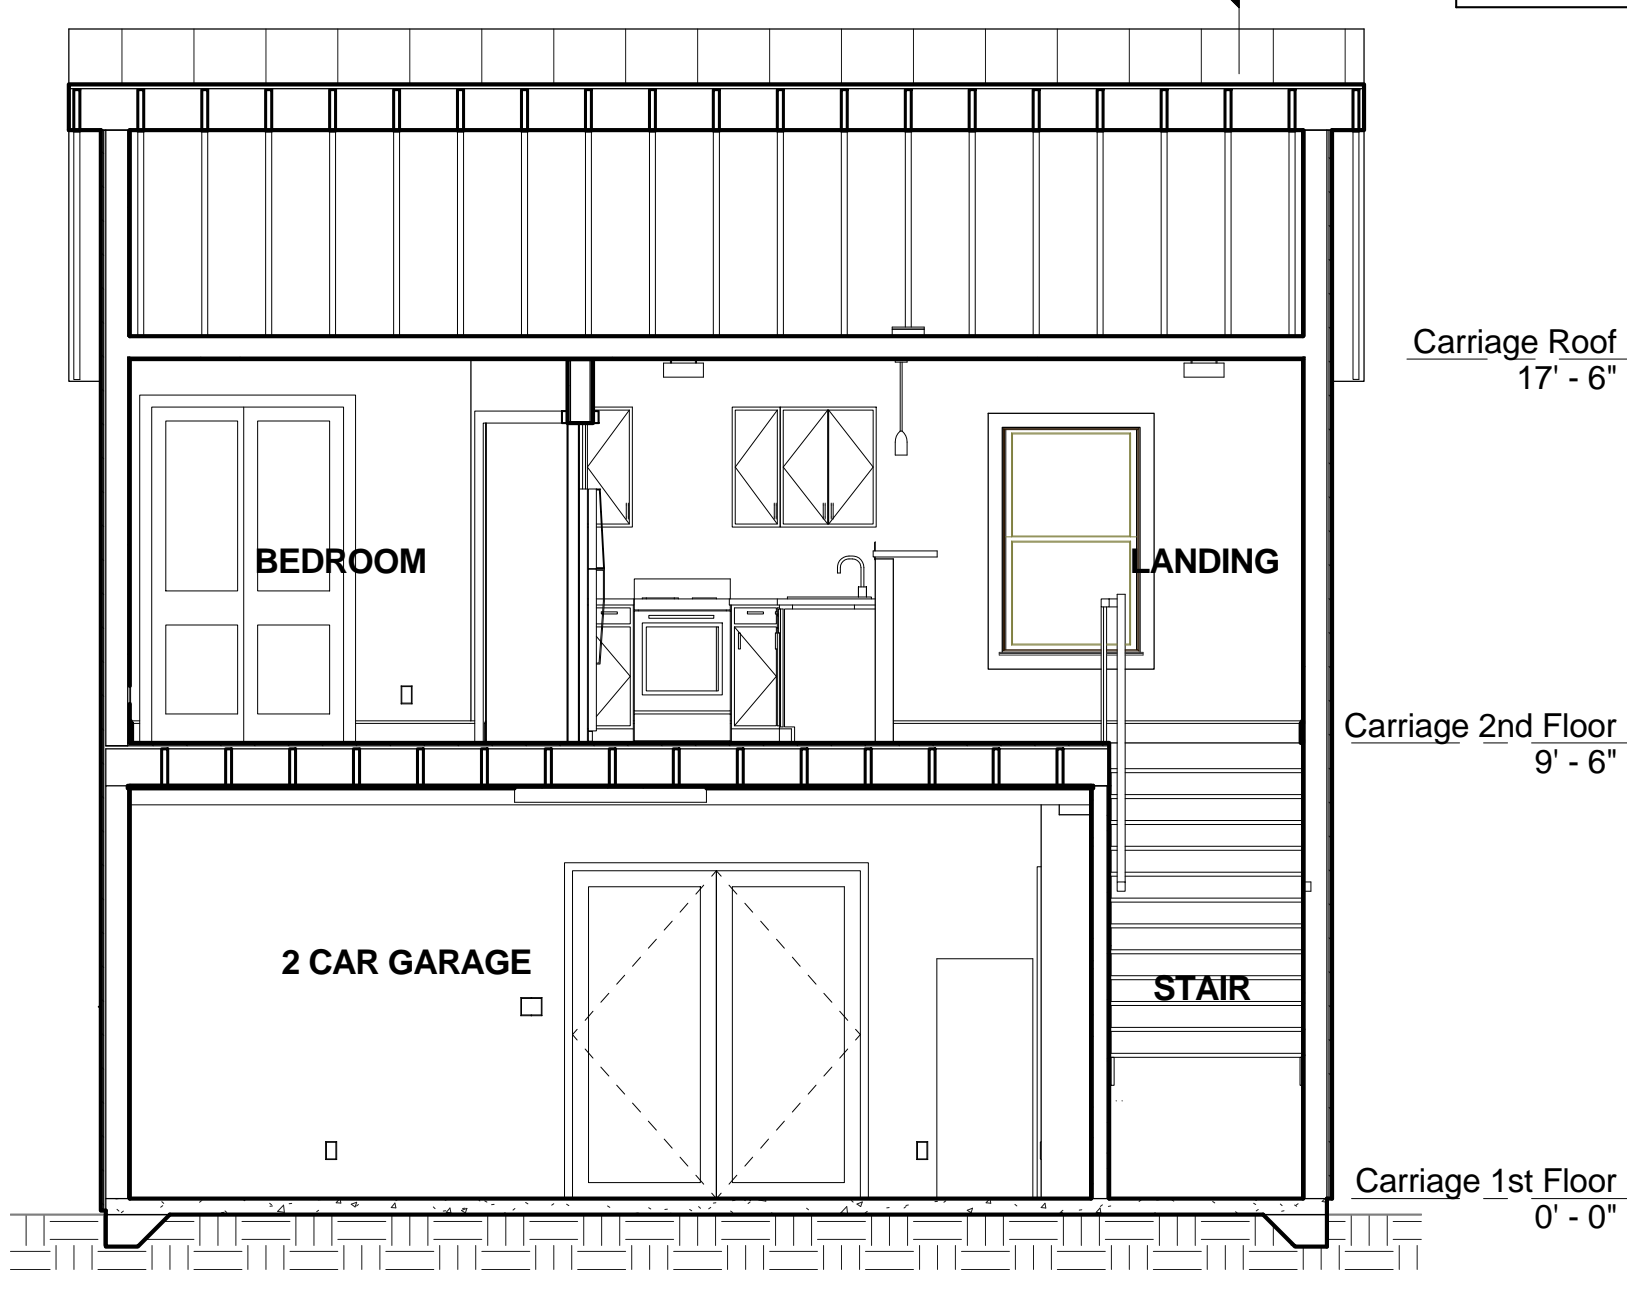 Carriage Roof
17' - 6"
BEDROOM
LANDING
Carriage 2nd Floor
9' - 6"
2 CAR GARAGE
STAIR
Carriage 1st Floor
0' - 0"